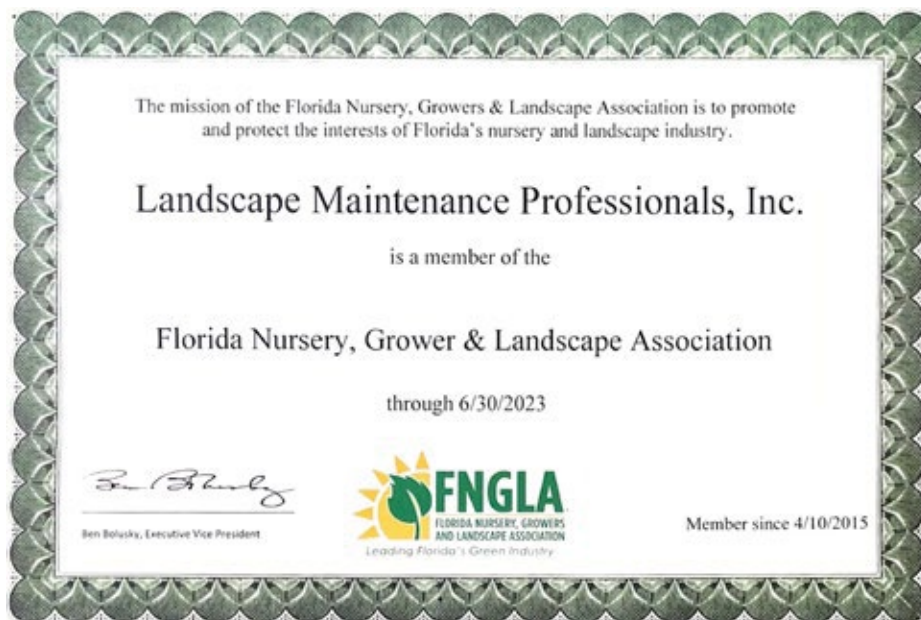 The mission of the Florida Nursery, Growers & Landscape Association is to promote
and protect the interests of Florida's nursery and landscape industry.
Landscape Maintenance Professionals, Inc.
is a member of the
Florida Nursery, Grower & Landscape Association
through 6/30/2023
Ben Bolusky, Executive Vice President
FNGLA
FLORIDA NURSERY, GROWERS
AND LANDSCAPE ASSOCIATION
Leading Florida's Green Industry
Member since 4/10/2015